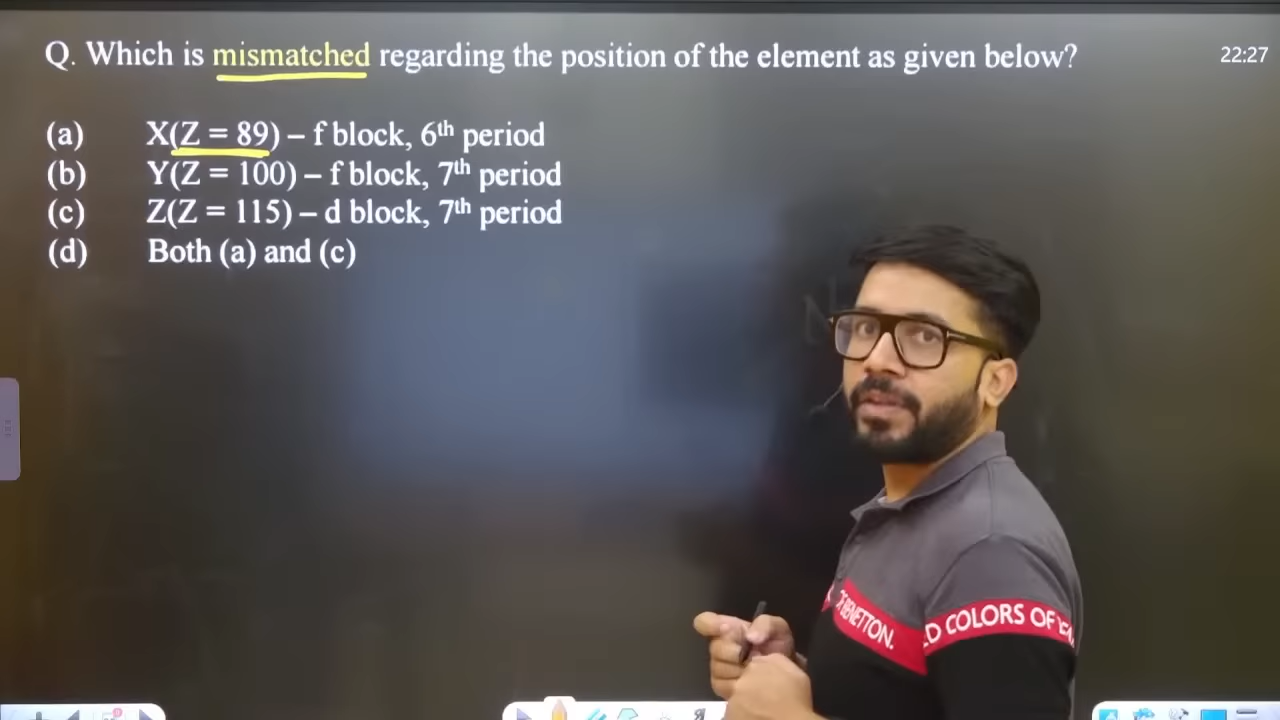 Q. Which is mismatched regarding the position of the element as given below?
22:27
(a) X(Z = 89) – f block, 6th period
(b) Y(Z = 100) – f block, 7th period
(c) Z(Z = 115) – d block, 7th period
(d) Both (a) and (c)
BENETTON.
COLORS OF